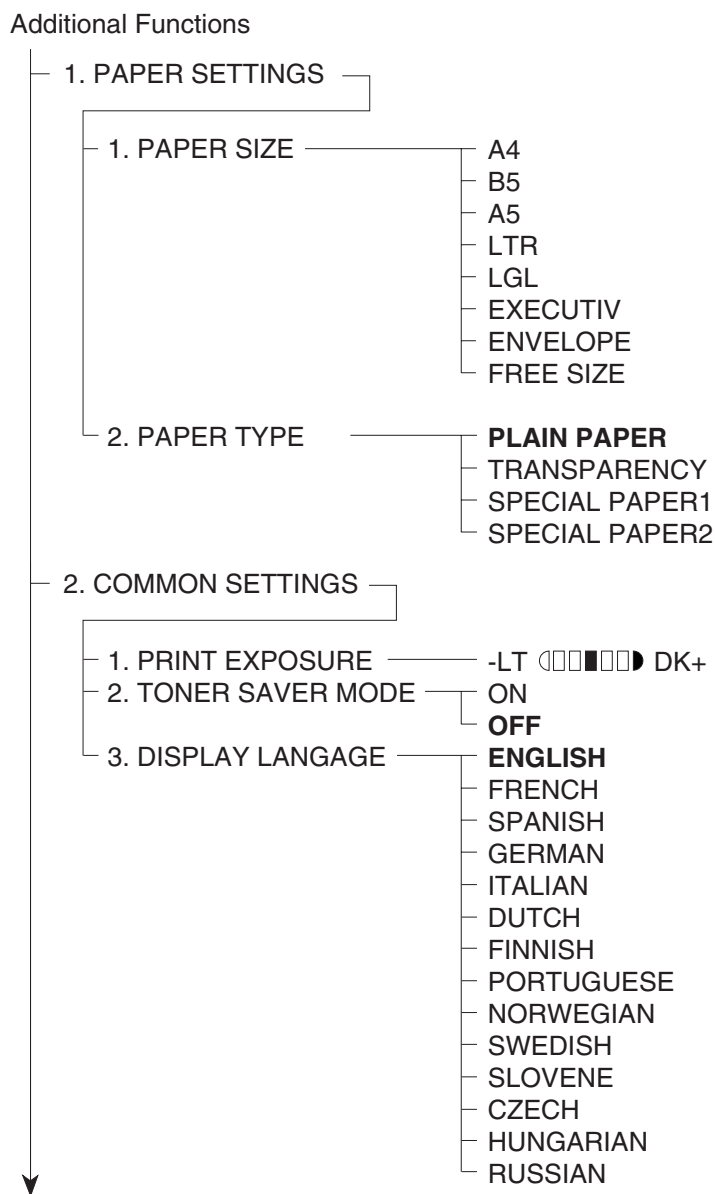 Additional Functions
1. PAPER SETTINGS
1. PAPER SIZE
A4
B5
A5
LTR
LGL
EXECUTIV
ENVELOPE
FREE SIZE
2. PAPER TYPE
PLAIN PAPER
TRANSPARENCY
SPECIAL PAPER1
SPECIAL PAPER2
2. COMMON SETTINGS
1. PRINT EXPOSURE
-LT DK+
2. TONER SAVER MODE
ON
OFF
3. DISPLAY LANGAGE
ENGLISH
FRENCH
SPANISH
GERMAN
ITALIAN
DUTCH
FINNISH
PORTUGUESE
NORWEGIAN
SWEDISH
SLOVENE
CZECH
HUNGARIAN
RUSSIAN